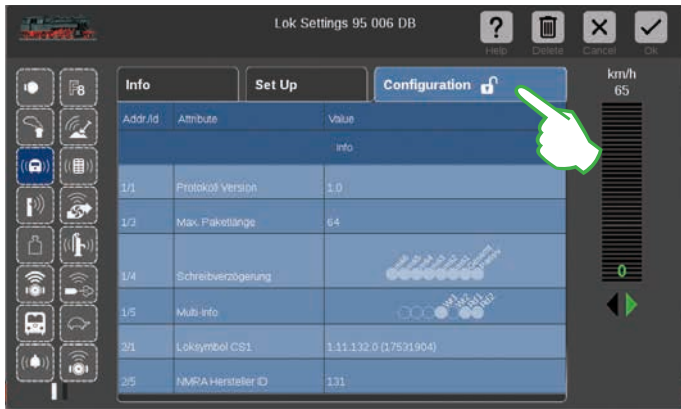 Lok Settings 95 006 DB
?
Help
Delete
Cancel
Ok
km/h
65
F8
Info
Set Up
Configuration
Addr./Id
Attribute
Value
Info
1/1
Protokoll Version
1.0
1/3
Max. Paketlänge
64
1/4
Schreibverzögerung
1/5
Multi-Info
2/1
Loksymbol CS1
1.11.132.0 (17531904)
2/5
NMRA Hersteller ID
131
0